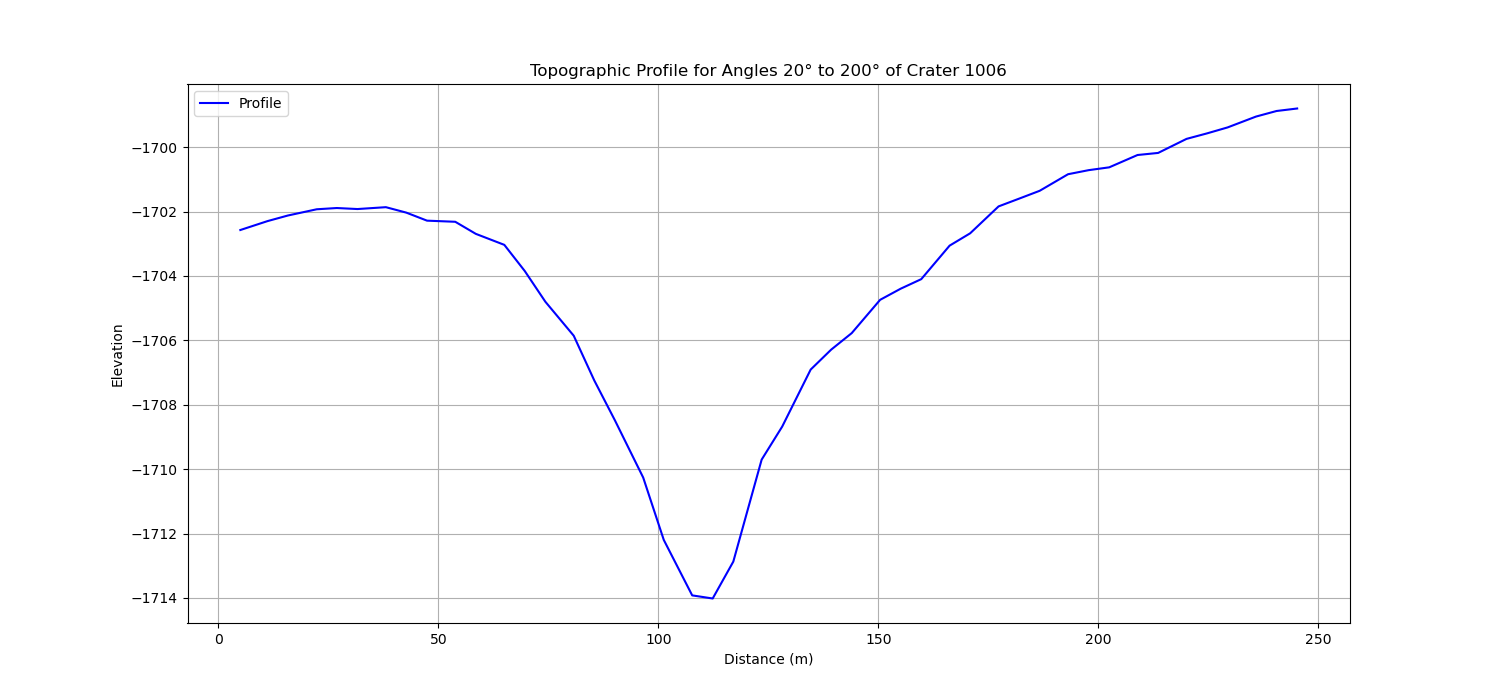 Topographic Profile for Angles 20° to 200° of Crater 1006
Profile
−1700
−1702
−1704
−1706
−1708
−1710
−1712
−1714
Elevation
0 50 100 150 200 250
Distance (m)